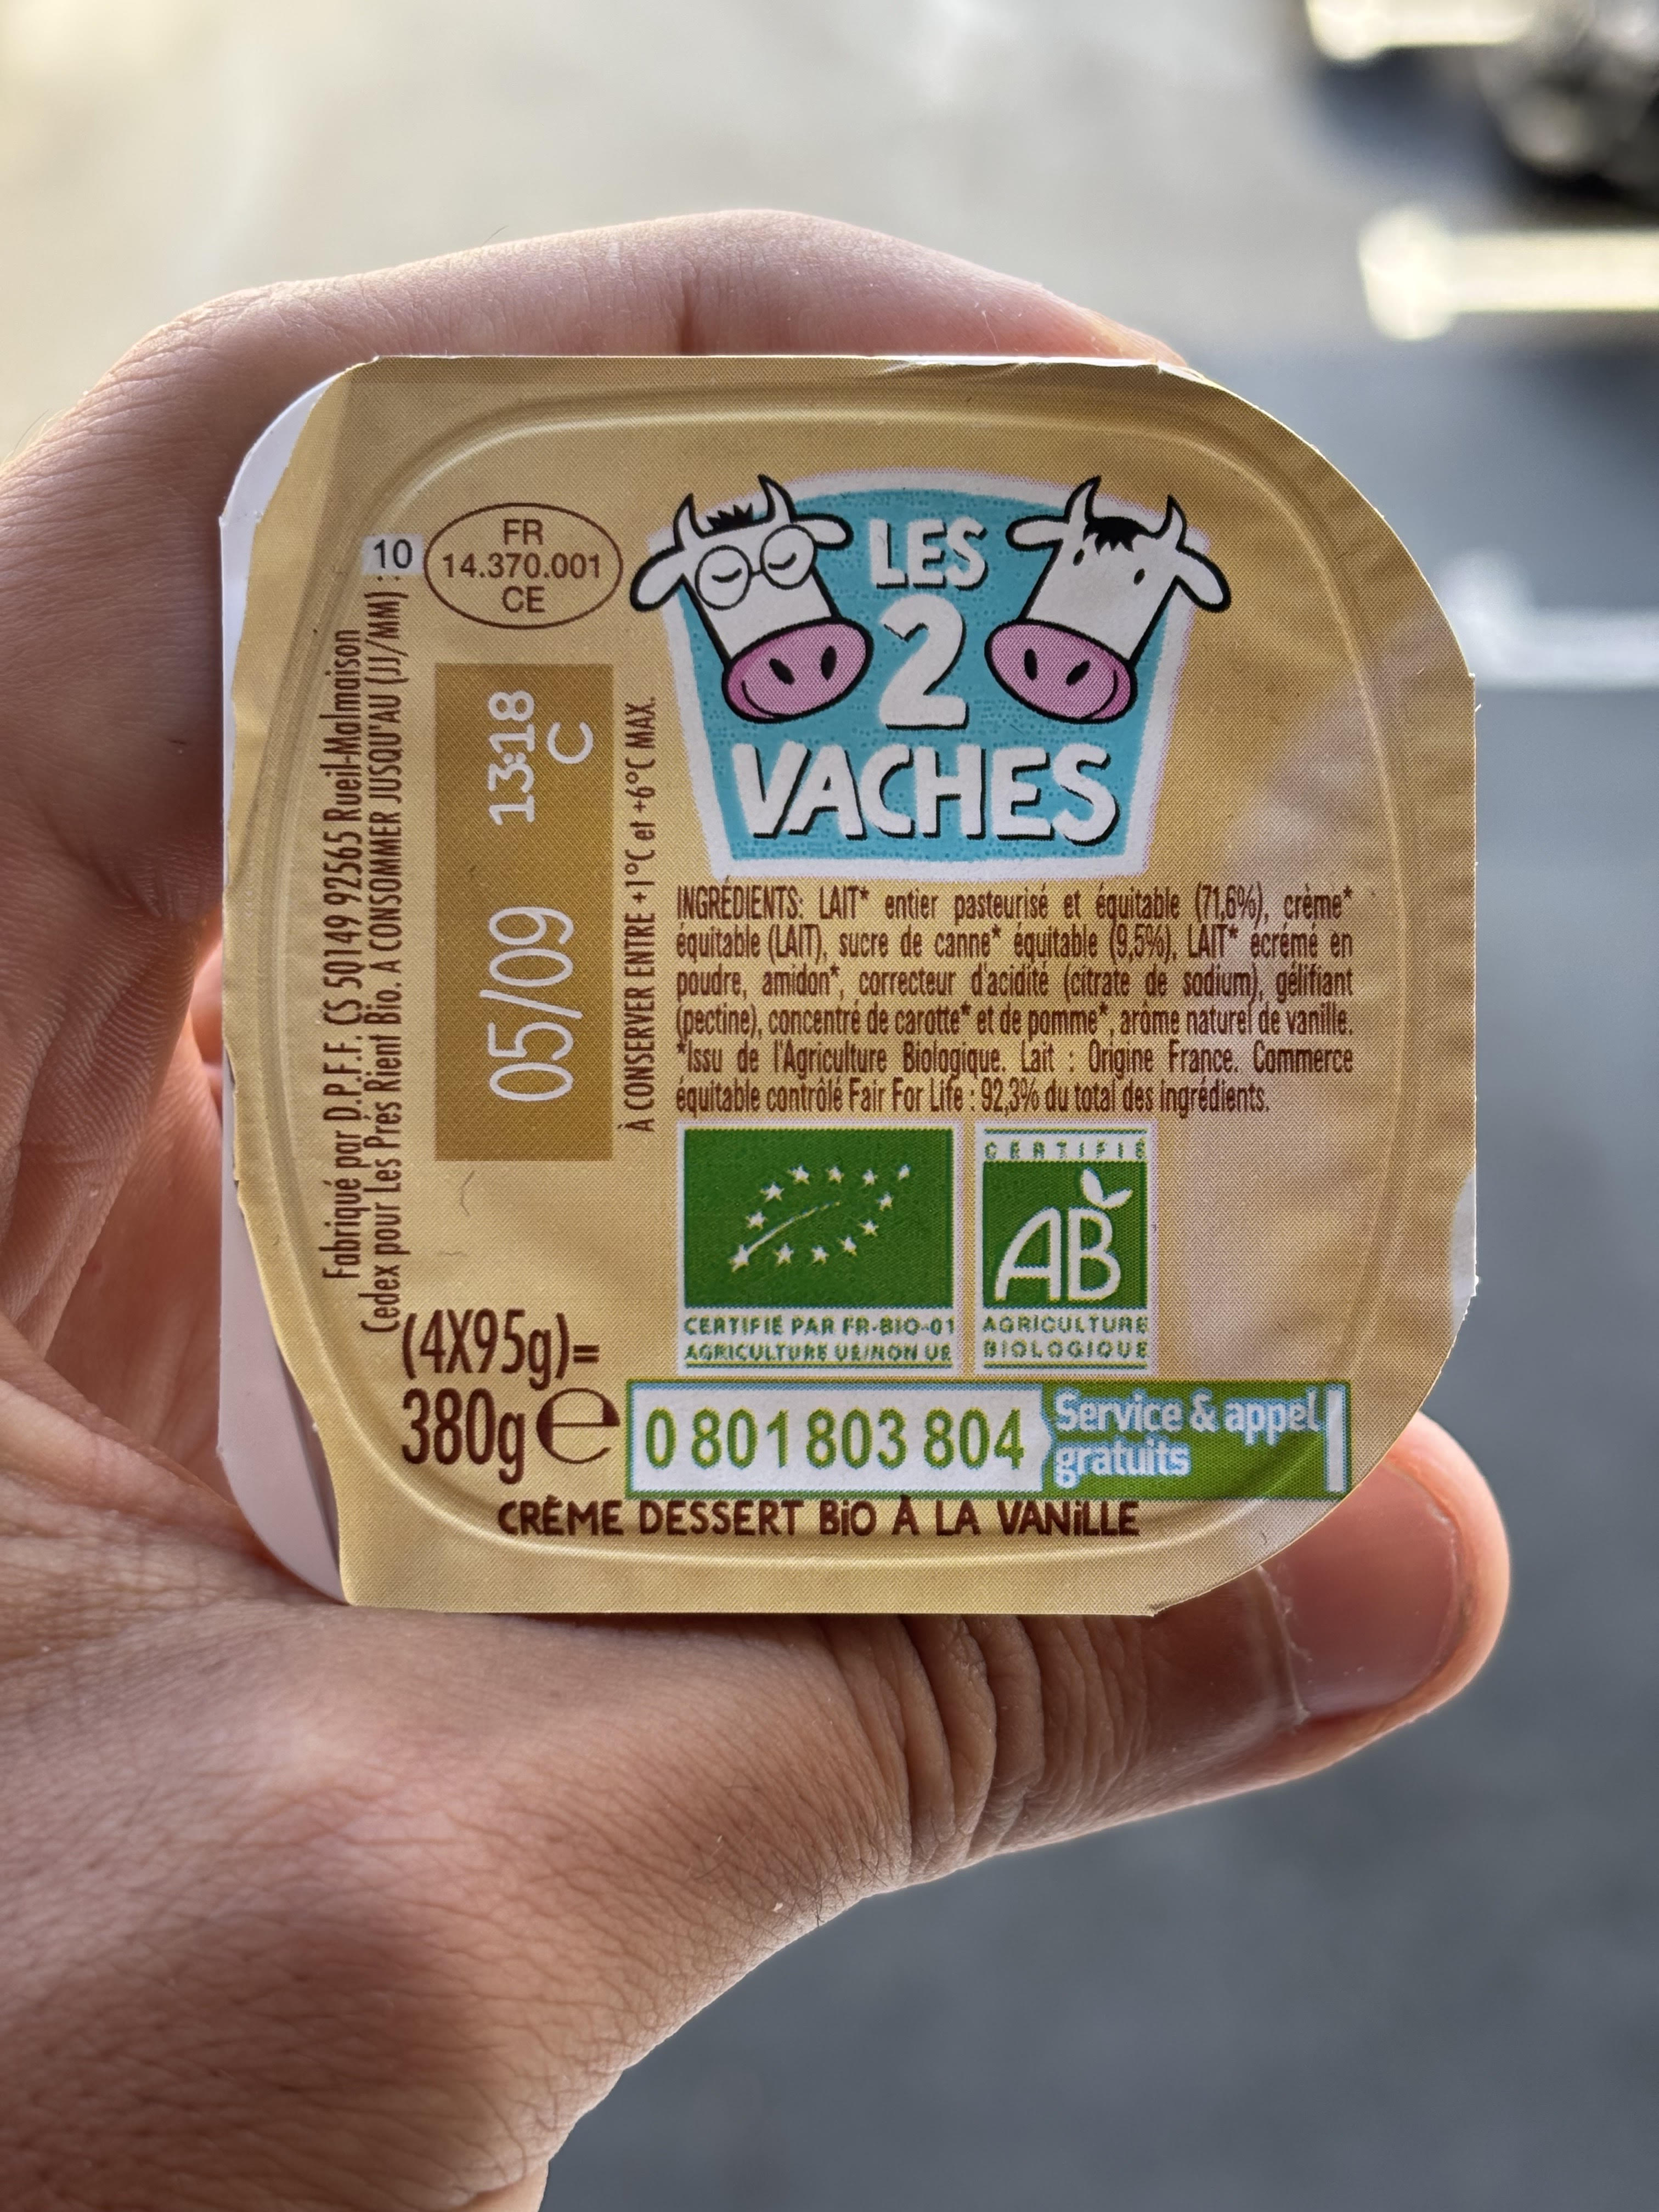 Fabriqué par D.P.F.F. CS 50149 92565 Rueil-Malmaison
Cedex pour Les Prés Rient Bio. À CONSOMMER JUSQU'AU (JJ/MM) :
10
FR
14.370.001
CE
05/09 13:18
C
À CONSERVER ENTRE +1°C et +6°C MAX.
LES
2
VACHES
INGRÉDIENTS: LAIT* entier pasteurisé et équitable (71,6%), crème*
équitable (LAIT), sucre de canne* équitable (9,5%), LAIT* écrémé en
poudre, amidon*, correcteur d'acidité (citrate de sodium), gélifiant
(pectine), concentré de carotte* et de pomme*, arôme naturel de vanille.
*Issu de l'Agriculture Biologique. Lait : Origine France. Commerce
équitable contrôlé Fair For Life : 92,3% du total des ingrédients.
CERTIFIÉ PAR FR-BIO-01
AGRICULTURE UE/NON UE
CERTIFIÉ
AB
AGRICULTURE
BIOLOGIQUE
(4X95g)=
380g e
0 801 803 804
Service & appel
gratuits
CRÈME DESSERT BiO À LA VANiLLE